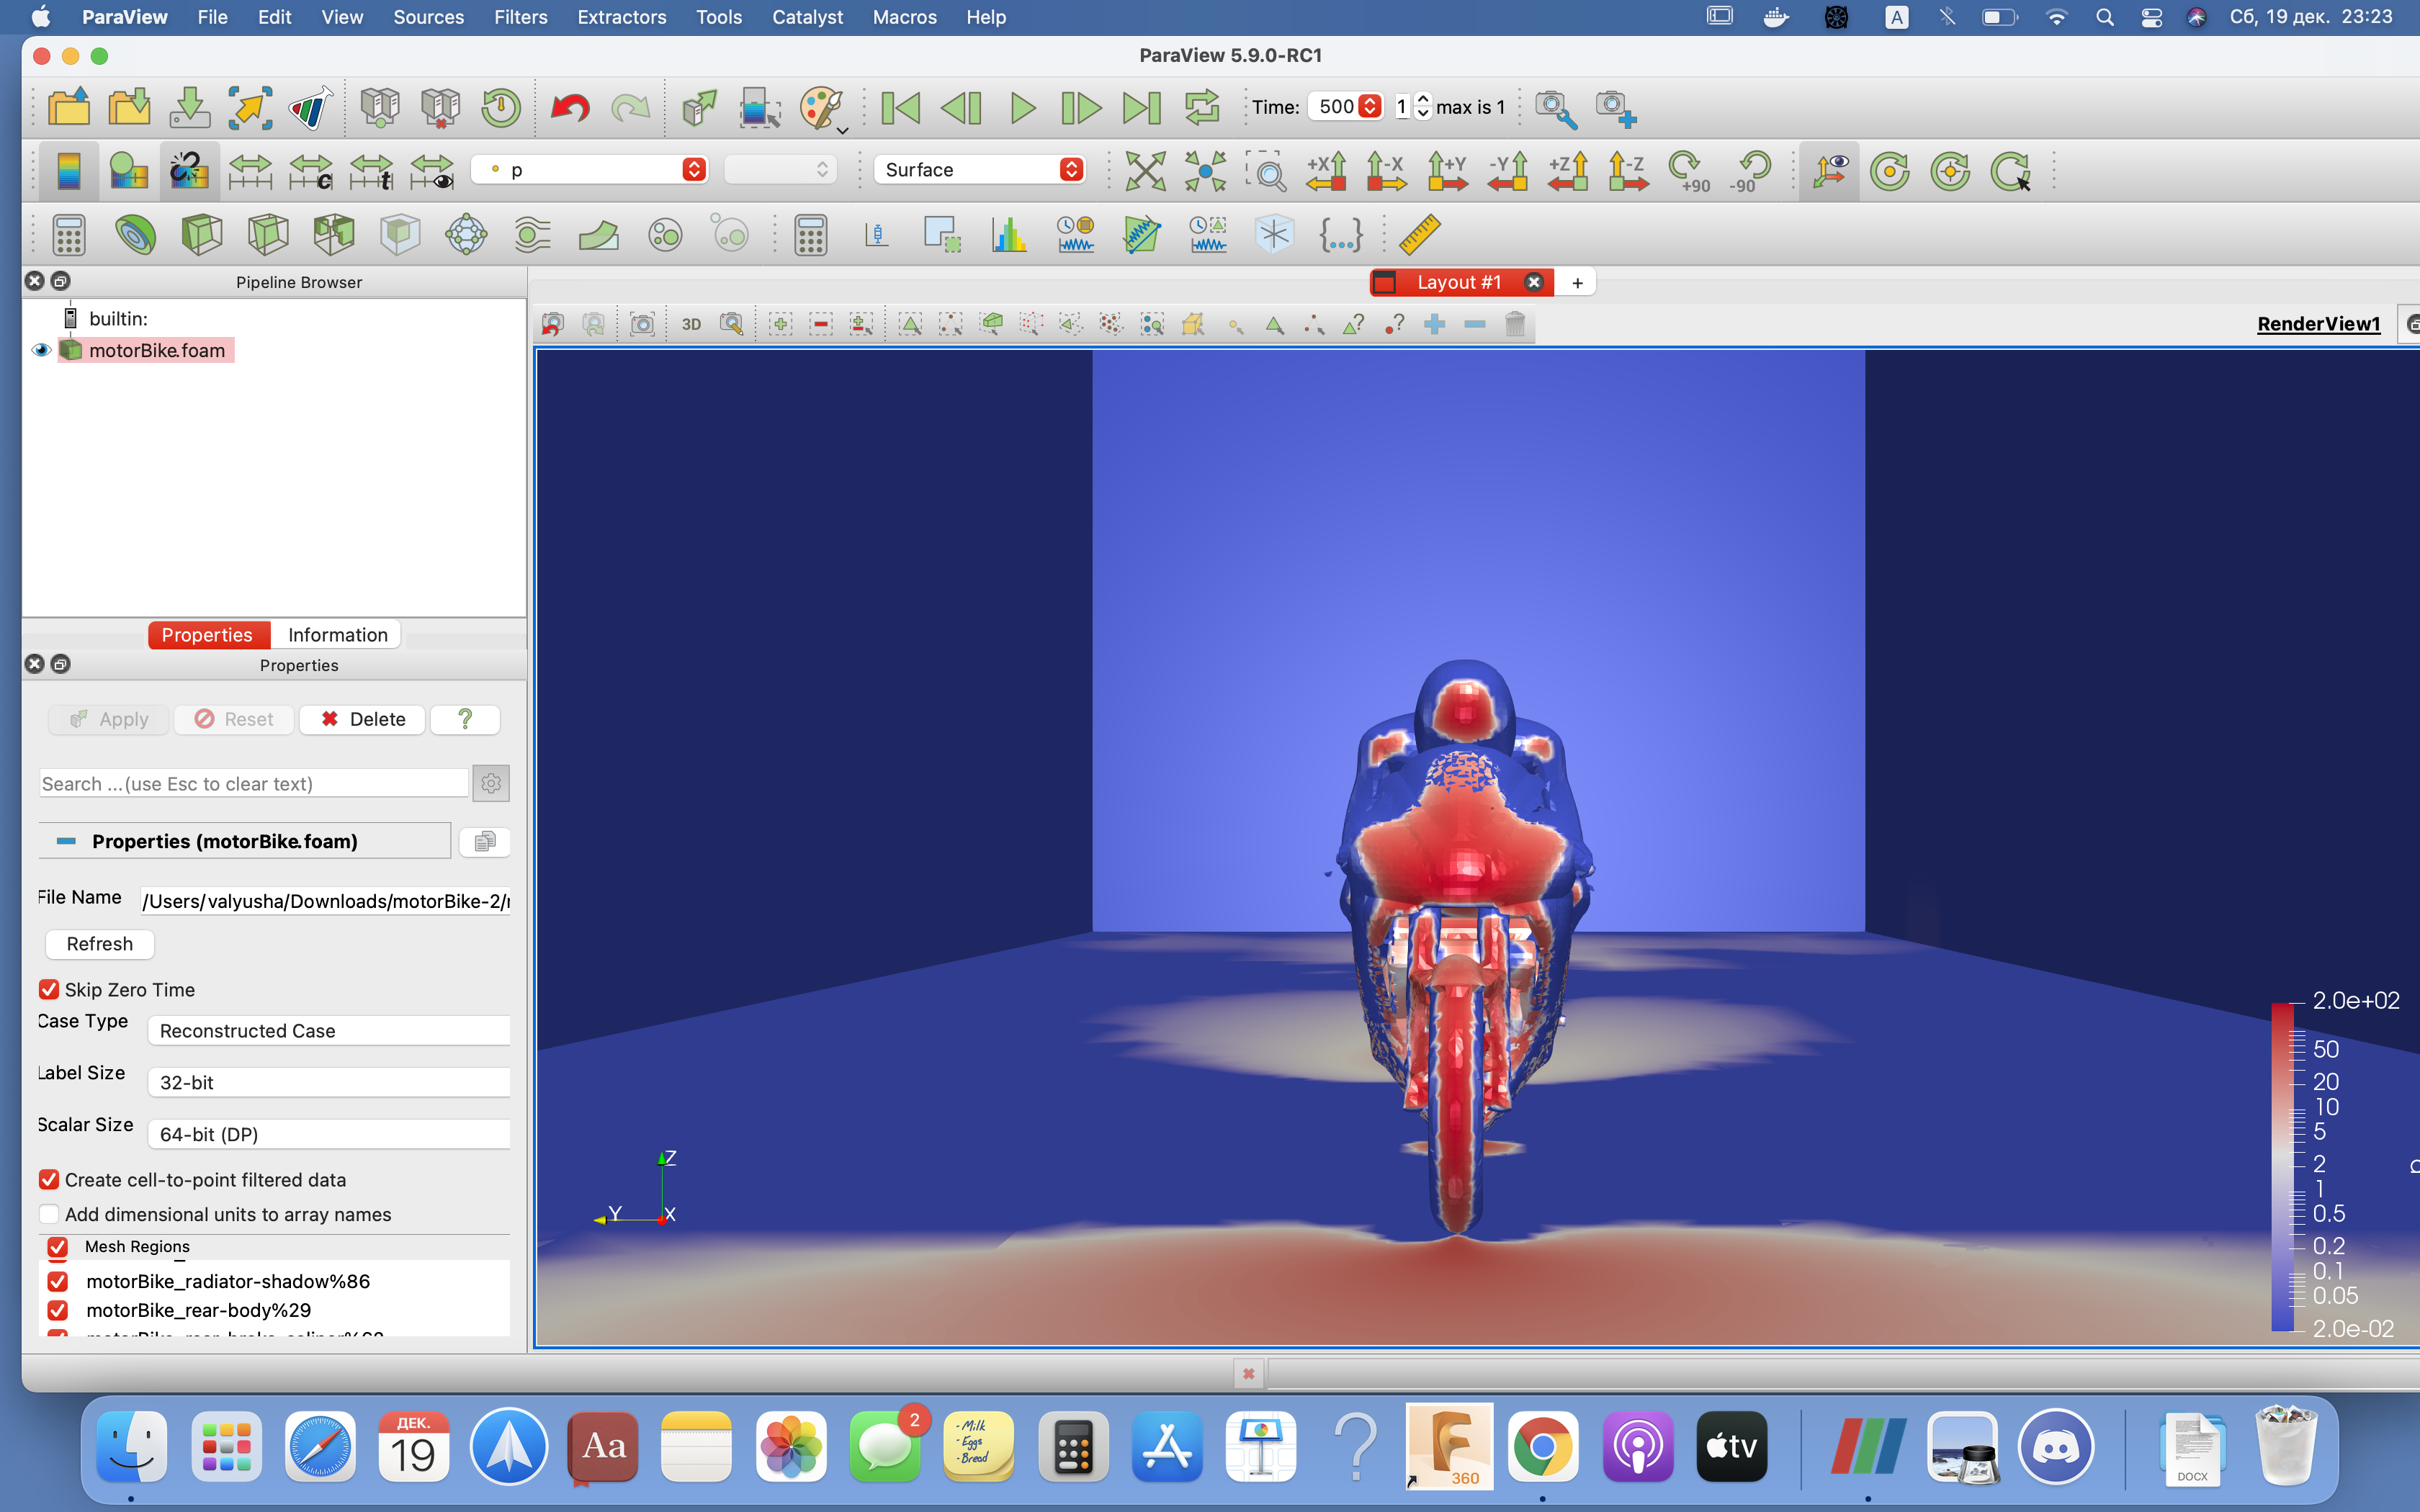 ParaView File Edit View Sources Filters Extractors Tools Catalyst Macros Help A Сб, 19 дек. 23:23
ParaView 5.9.0-RC1
Time: 500 1 max is 1
c t p Surface +X -X +Y -Y +Z -Z +90 -90
{...}
Pipeline Browser
Layout #1 +
builtin:
3D ? ? RenderView1
motorBike.foam
Properties Information
Properties
Apply Reset Delete ?
Search ... (use Esc to clear text)
Properties (motorBike.foam)
File Name /Users/valyusha/Downloads/motorBike-2/
Refresh
Skip Zero Time
Case Type Reconstructed Case
Label Size 32-bit
Scalar Size 64-bit (DP)
Create cell-to-point filtered data
Add dimensional units to array names
Mesh Regions
motorBike_radiator-shadow%86
motorBike_rear-body%29
Z
Y X
2.0e+02
50
20
10
5
2
1
0.5
0.2
0.1
0.05
2.0e-02
ДЕК.
19
Aa
2
- Milk
- Eggs
- Bread
?
F
360
tv
DOCX